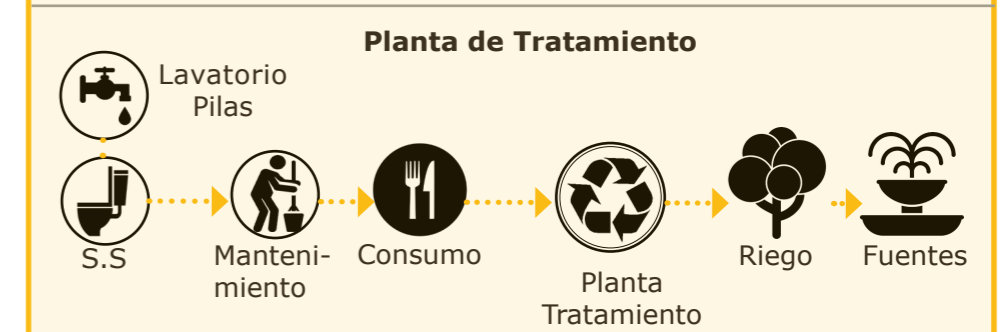 Planta de Tratamiento
Lavatorio
Pilas
S.S
Manteni-
miento
Consumo
Planta
Tratamiento
Riego
Fuentes